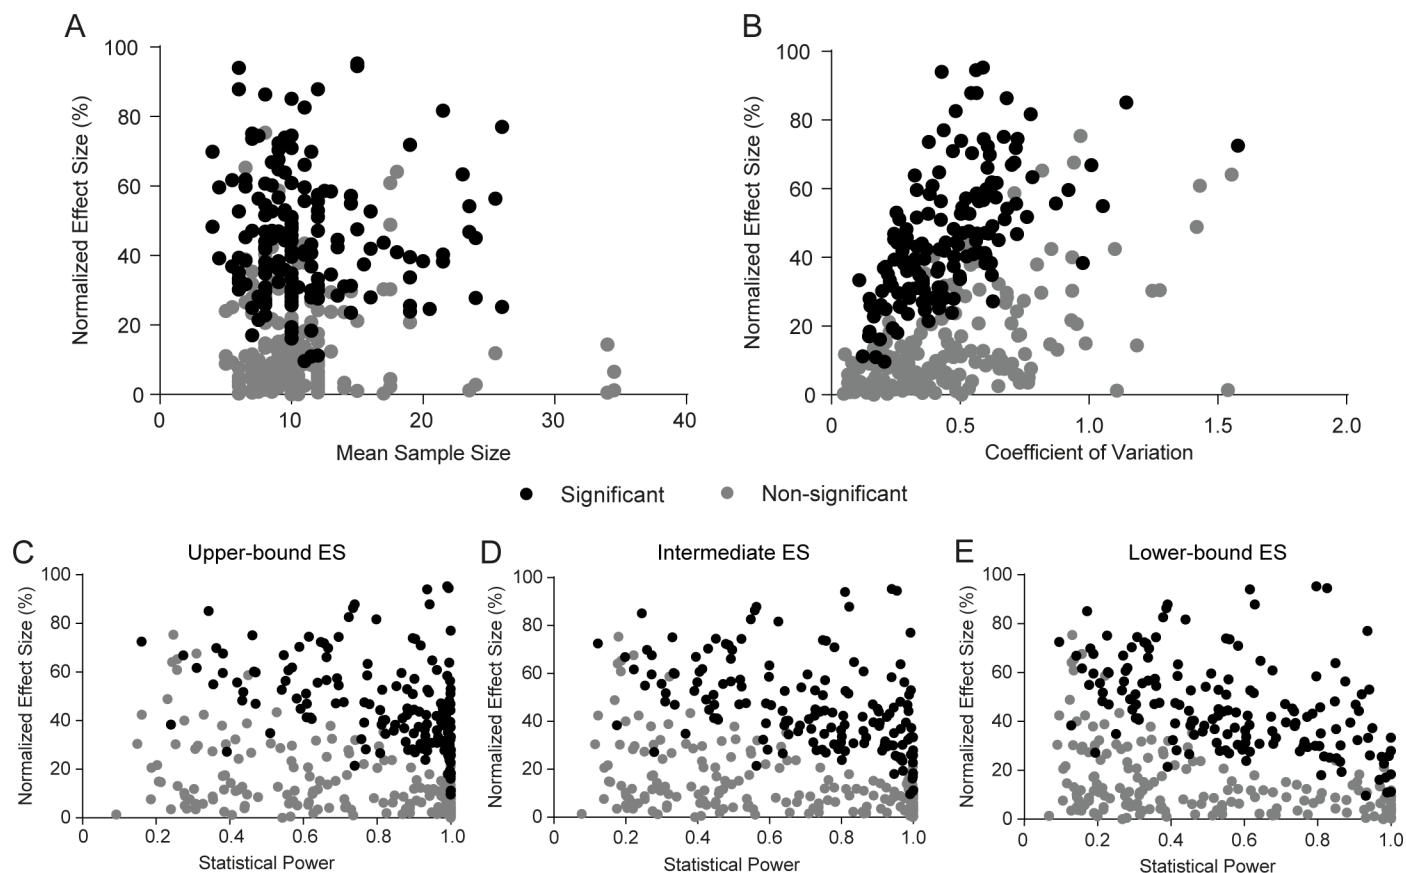 A
B
Normalized Effect Size (%)
100
80
60
40
20
0
0
10
20
30
40
Mean Sample Size
Normalized Effect Size (%)
100
80
60
40
20
0
0
0.5
1.0
1.5
2.0
Coefficient of Variation
Significant
Non-significant
C
Upper-bound ES
Normalized Effect Size (%)
100
80
60
40
20
0
0
0.2
0.4
0.6
0.8
1.0
Statistical Power
D
Intermediate ES
Normalized Effect Size (%)
100
80
60
40
20
0
0
0.2
0.4
0.6
0.8
1.0
Statistical Power
E
Lower-bound ES
Normalized Effect Size (%)
100
80
60
40
20
0
0
0.2
0.4
0.6
0.8
1.0
Statistical Power